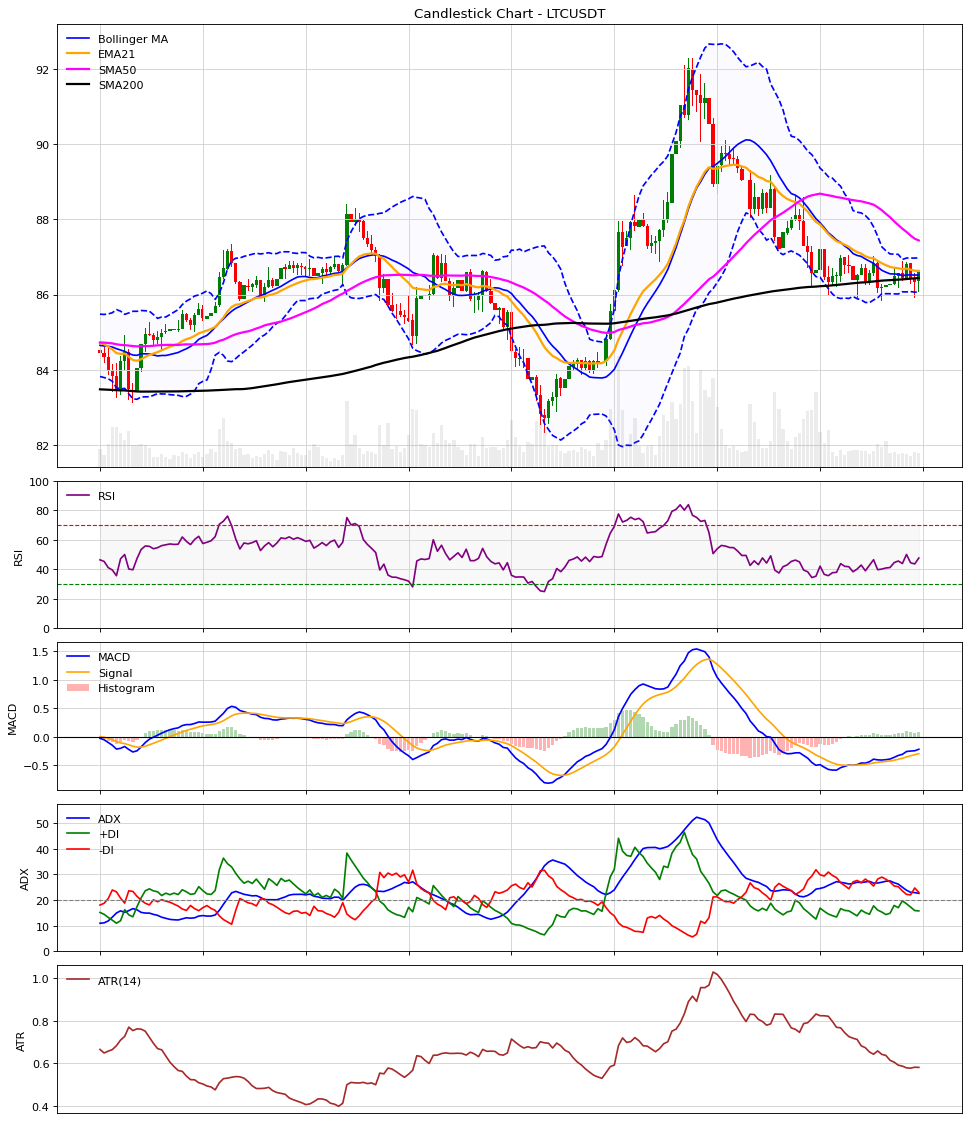 Candlestick Chart - LTCUSDT
Bollinger MA
EMA21
SMA50
SMA200
92
90
88
86
84
82
RSI
100
80
60
40
20
0
RSI
MACD
Signal
Histogram
1.5
1.0
0.5
0.0
−0.5
MACD
ADX
+DI
-DI
50
40
30
20
10
0
ADX
ATR(14)
1.0
0.8
0.6
0.4
ATR